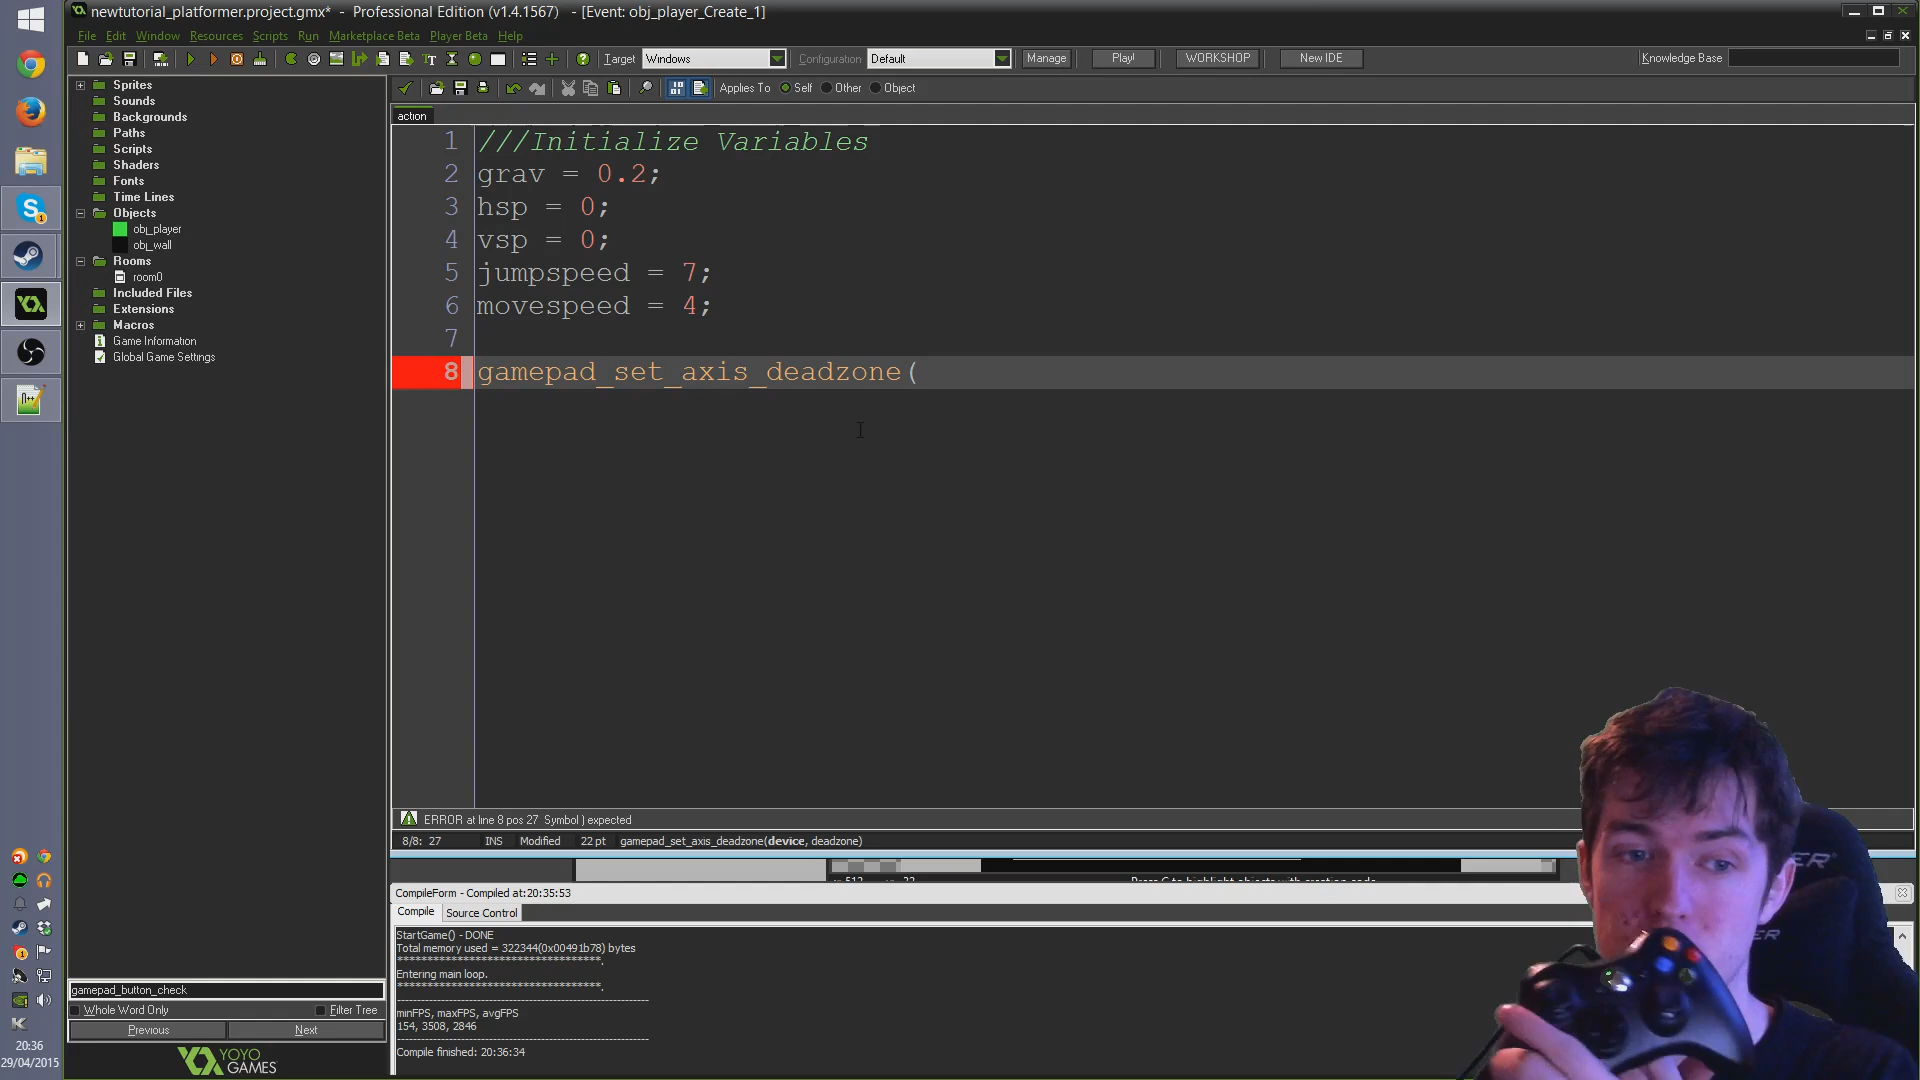 newtutorial_platformer.project.gmx* - Professional Edition (v1.4.1567) - [Event: obj_player_Create_1]
File Edit Window Resources Scripts Run Marketplace Beta Player Beta Help
Target Windows Configuration Default Manage Play! WORKSHOP New IDE Knowledge Base
Applies To Self Other Object
action
Sprites
Sounds
Backgrounds
Paths
Scripts
Shaders
Fonts
Time Lines
Objects
obj_player
obj_wall
Rooms
room0
Included Files
Extensions
Macros
Game Information
Global Game Settings
1 ///Initialize Variables
2 grav = 0.2;
3 hsp = 0;
4 vsp = 0;
5 jumpspeed = 7;
6 movespeed = 4;
7
8 gamepad_set_axis_deadzone(
ERROR at line 8 pos 27 Symbol ) expected
8/8: 27 INS Modified 22 pt gamepad_set_axis_deadzone(device, deadzone)
CompileForm - Compiled at:20:35:53
Compile Source Control
StartGame() - DONE
Total memory used = 322344(0x00491b78) bytes
***********************************.
Entering main loop.
***********************************.
minFPS, maxFPS, avgFPS
154, 3508, 2846
Compile finished: 20:36:34
gamepad_button_check
Whole Word Only Filter Tree
Previous Next
YOYO
GAMES
20:36
29/04/2015